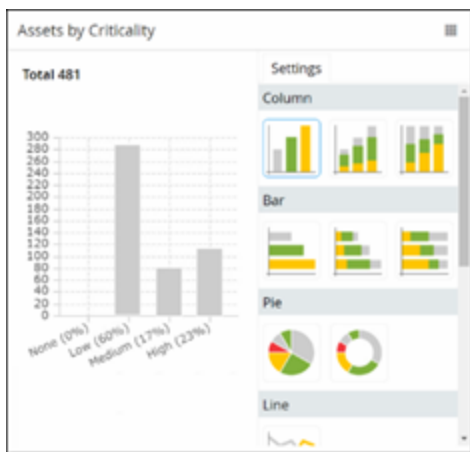 Assets by Criticality
Total 481
300
280
260
240
220
200
180
160
140
120
100
80
60
40
20
0
None (0%)
Low (60%)
Medium (17%)
High (23%)
Settings
Column
Bar
Pie
Line